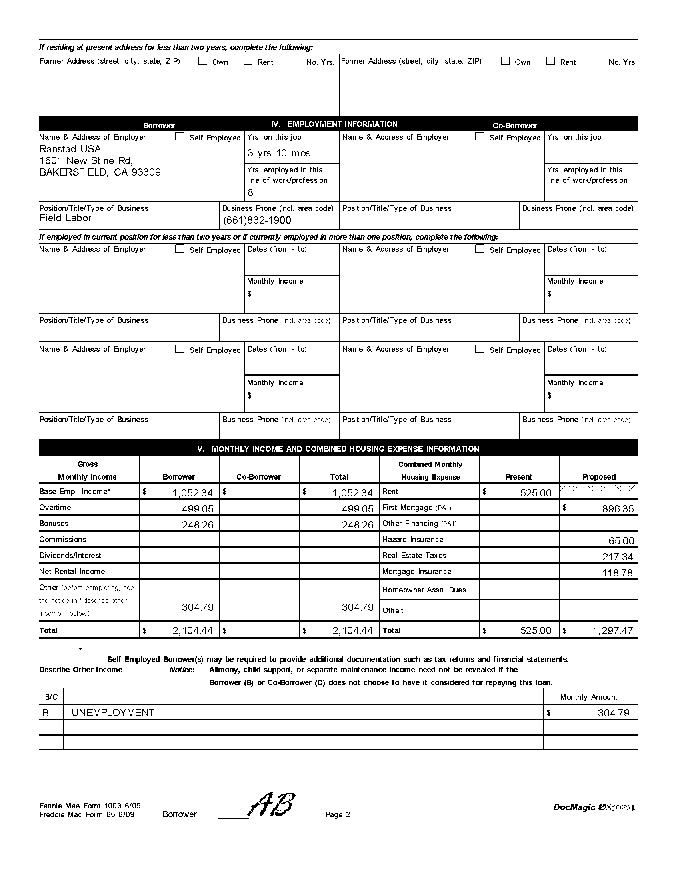 If residing at present address for less than two years, complete the following:
Former Address (street, city, state, ZIP) Own Rent No. Yrs. Former Address (street, city, state, ZIP) Own Rent No. Yrs.
Borrower IV. EMPLOYMENT INFORMATION Co-Borrower
Name & Address of Employer Self Employed Yrs. on this job Name & Address of Employer Self Employed Yrs. on this job
Ranstad USA
1601 New Stine Rd,
BAKERSFIELD, CA 93309
3 yrs 10 mos
Yrs. employed in this line of work/profession Yrs. employed in this line of work/profession
8
Position/Title/Type of Business Business Phone (incl. area code) Position/Title/Type of Business Business Phone (incl. area code)
Field Labor (661)832-1900
If employed in current position for less than two years or if currently employed in more than one position, complete the following:
Name & Address of Employer Self Employed Dates (from - to) Name & Address of Employer Self Employed Dates (from - to)
Monthly Income Monthly Income
$ $
Position/Title/Type of Business Business Phone (incl. area code) Position/Title/Type of Business Business Phone (incl. area code)
Name & Address of Employer Self Employed Dates (from - to) Name & Address of Employer Self Employed Dates (from - to)
Monthly Income Monthly Income
$ $
Position/Title/Type of Business Business Phone (incl. area code) Position/Title/Type of Business Business Phone (incl. area code)
V. MONTHLY INCOME AND COMBINED HOUSING EXPENSE INFORMATION
Gross Monthly Income Borrower Co-Borrower Total Combined Monthly Housing Expense Present Proposed
Base Emp. Income* $ 1,052.34 $ $ 1,052.34 Rent $ 525.00
Overtime 499.05 499.05 First Mortgage (P&I) $ 896.35
Bonuses 248.26 248.26 Other Financing (P&I)
Commissions Hazard Insurance 65.00
Dividends/Interest Real Estate Taxes 217.34
Net Rental Income Mortgage Insurance 118.78
Other (before completing, see the notice in "describe other income," below) 304.79 304.79 Homeowner Assn. Dues
Other:
Total $ 2,104.44 $ $ 2,104.44 Total $ 525.00 $ 1,297.47
*
Self Employed Borrower(s) may be required to provide additional documentation such as tax returns and financial statements.
Describe Other Income Notice: Alimony, child support, or separate maintenance income need not be revealed if the
Borrower (B) or Co-Borrower (C) does not choose to have it considered for repaying this loan.
B/C Monthly Amount
B UNEMPLOYMENT $ 304.79
Fannie Mae Form 1003 6/09
Freddie Mac Form 65 6/09 Borrower AB Page 2
DocMagic